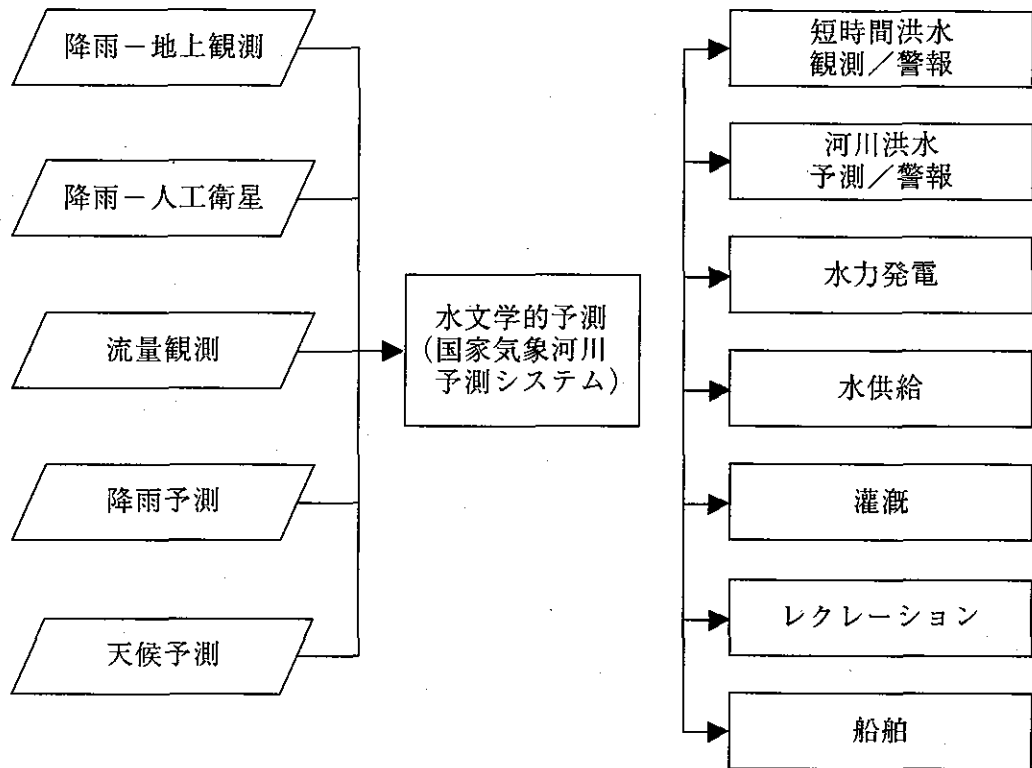 降雨－地上観測
降雨－人工衛星
流量観測
降雨予測
天候予測
水文学的予測
（国家気象河川
予測システム）
短時間洪水
観測／警報
河川洪水
予測／警報
水力発電
水供給
灌漑
レクレーション
船舶